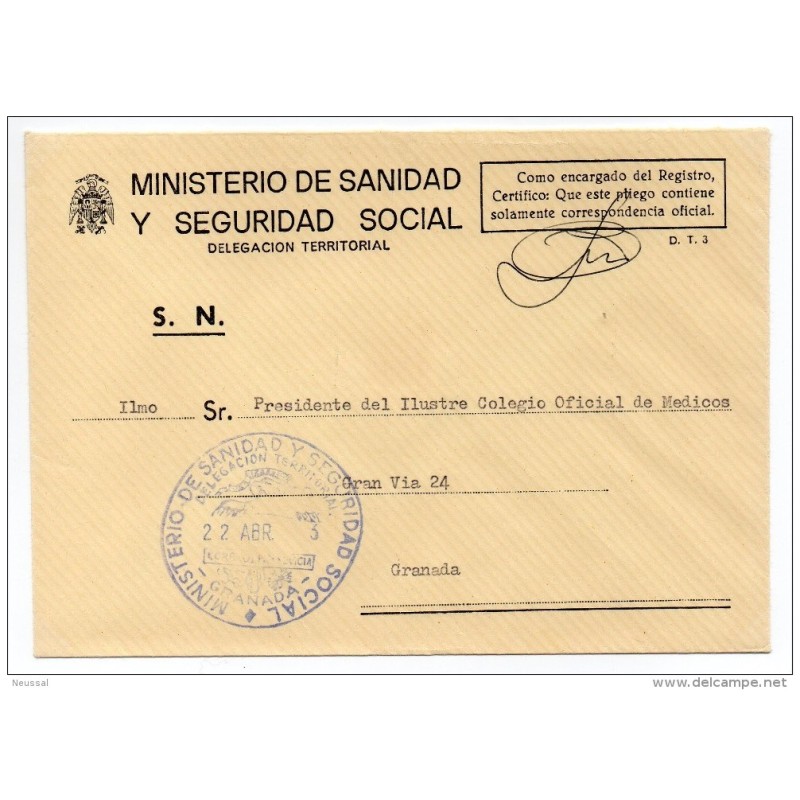 MINISTERIO DE SANIDAD
Y SEGURIDAD SOCIAL
DELEGACION TERRITORIAL
Como encargado del Registro,
Certifico: Que este pliego contiene
solamente correspondencia oficial.
D. T. 3
S. N.
Ilmo Sr. Presidente del Ilustre Colegio Oficial de Medicos
Gran Via 24
Granada
MINISTERIO DE SANIDAD Y SEGURIDAD SOCIAL
DELEGACION TERRITORIAL
22 ABR. 3
GRANADA
Neussal
www.delcampe.net